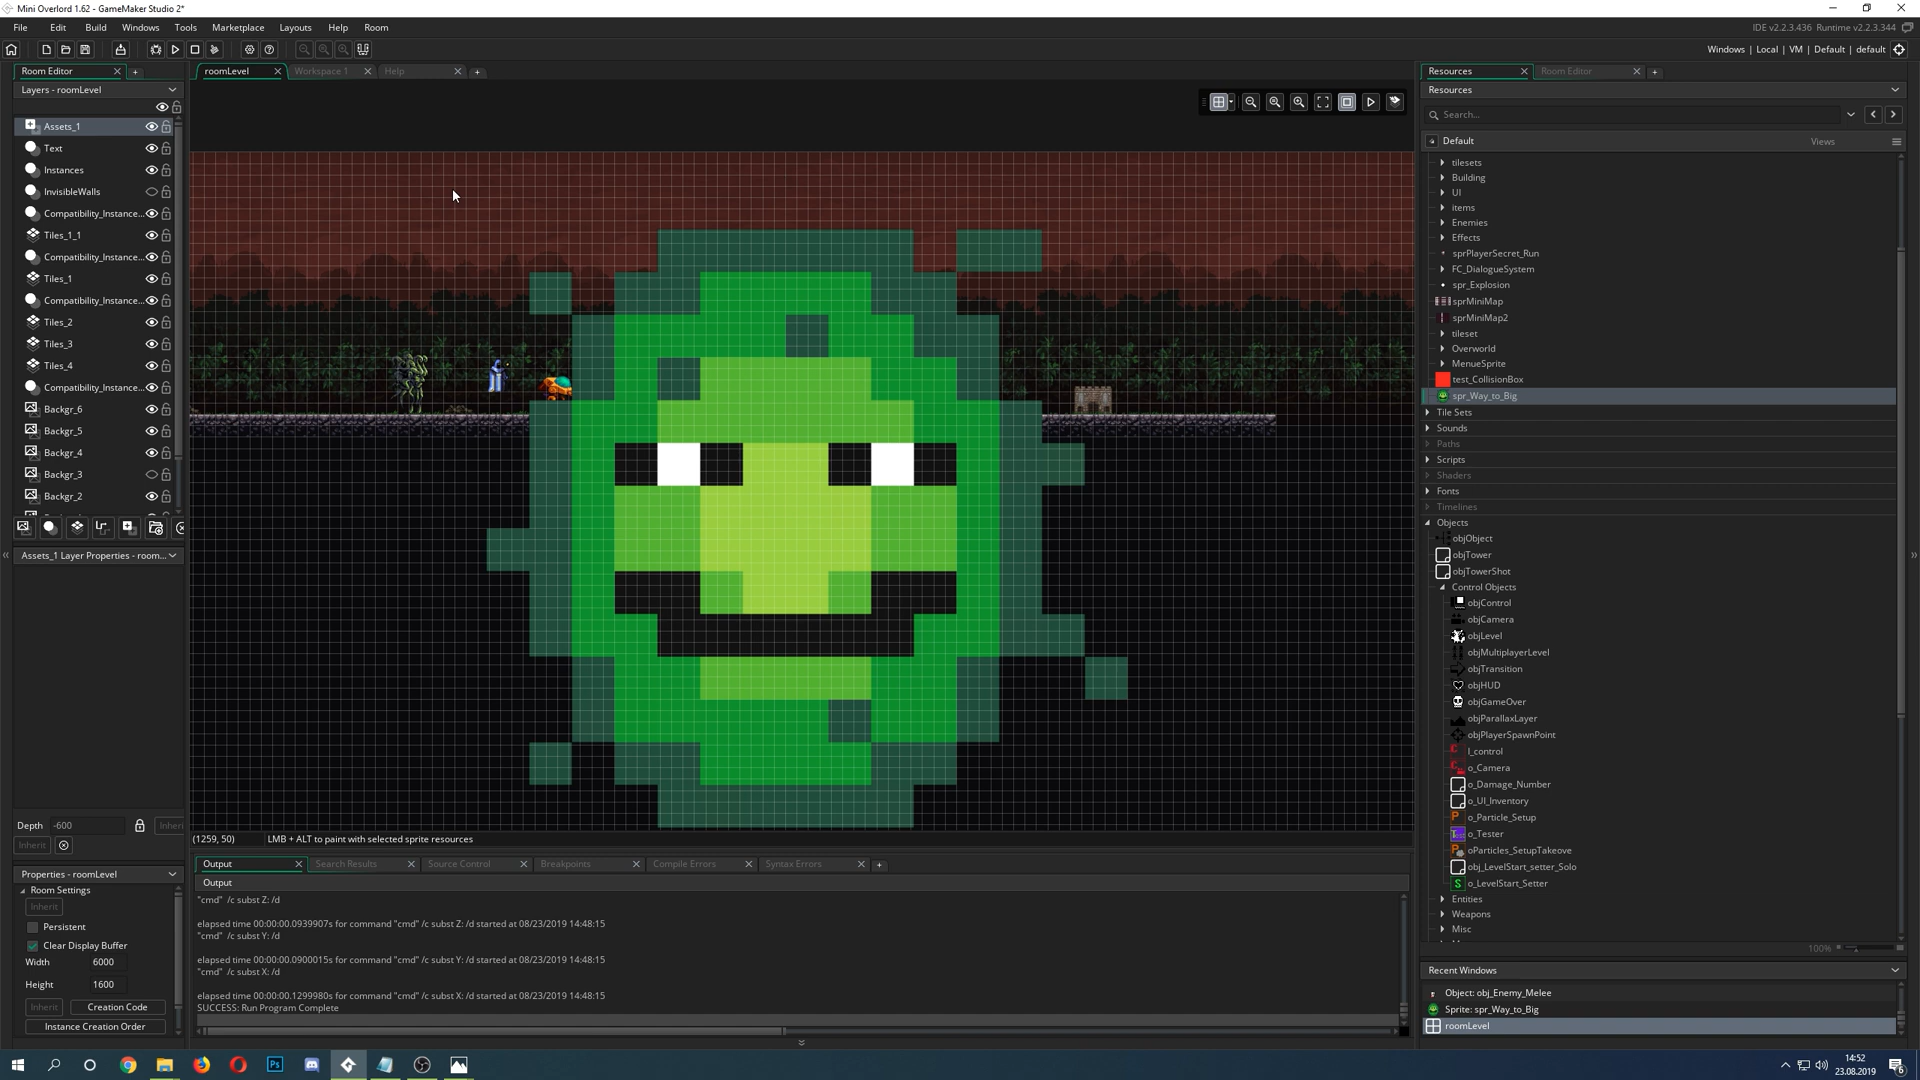 Mini Overlord 1.62 - GameMaker Studio 2*
File Edit Build Windows Tools Marketplace Layouts Help Room
IDE v2.2.3.436 Runtime v2.2.3.344
Windows | Local | VM | Default | default
Room Editor
Layers - roomLevel
Assets_1
Text
Instances
InvisibleWalls
Compatibility_Instance...
Tiles_1_1
Compatibility_Instance...
Tiles_1
Compatibility_Instance...
Tiles_2
Tiles_3
Tiles_4
Compatibility_Instance...
Backgr_6
Backgr_5
Backgr_4
Backgr_3
Backgr_2
Assets_1 Layer Properties - room...
Depth -600 Inheri
Inherit
Properties - roomLevel
Room Settings
Inherit
Persistent
Clear Display Buffer
Width 6000
Height 1600
Inherit Creation Code
Instance Creation Order
roomLevel Workspace 1 Help
(1259, 50) LMB + ALT to paint with selected sprite resources
Output Search Results Source Control Breakpoints Compile Errors Syntax Errors
Output
"cmd" /c subst Z: /d
elapsed time 00:00:00.0939907s for command "cmd" /c subst Z: /d started at 08/23/2019 14:48:15
"cmd" /c subst Y: /d
elapsed time 00:00:00.0900015s for command "cmd" /c subst Y: /d started at 08/23/2019 14:48:15
"cmd" /c subst X: /d
elapsed time 00:00:00.1299980s for command "cmd" /c subst X: /d started at 08/23/2019 14:48:15
SUCCESS: Run Program Complete
Resources Room Editor
Resources
Search...
Default Views
tilesets
Building
UI
items
Enemies
Effects
sprPlayerSecret_Run
FC_DialogueSystem
spr_Explosion
sprMiniMap
sprMiniMap2
tileset
Overworld
MenueSprite
test_CollisionBox
spr_Way_to_Big
Tile Sets
Sounds
Paths
Scripts
Shaders
Fonts
Timelines
Objects
objObject
objTower
objTowerShot
Control Objects
objControl
objCamera
objLevel
objMultiplayerLevel
objTransition
objHUD
objGameOver
objParallaxLayer
objPlayerSpawnPoint
l_control
o_Camera
o_Damage_Number
o_UI_Inventory
o_Particle_Setup
o_Tester
oParticles_SetupTakeove
obj_LevelStart_setter_Solo
o_LevelStart_Setter
Entities
Weapons
Misc
100%
Recent Windows
Object: obj_Enemy_Melee
Sprite: spr_Way_to_Big
roomLevel
14:52
23.08.2019